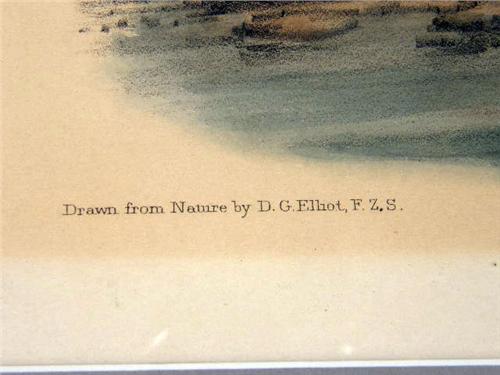 Drawn from Nature by D. G. Elliot, F. Z. S.